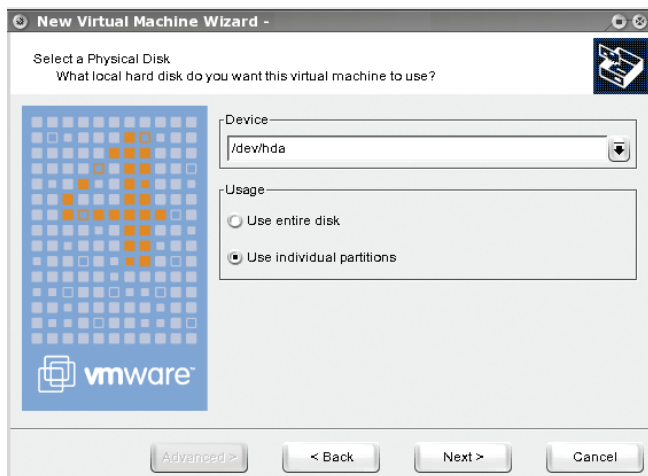 New Virtual Machine Wizard -
Select a Physical Disk
What local hard disk do you want this virtual machine to use?
Device
/dev/hda
Usage
Use entire disk
Use individual partitions
vmware™
Advanced >
< Back
Next >
Cancel